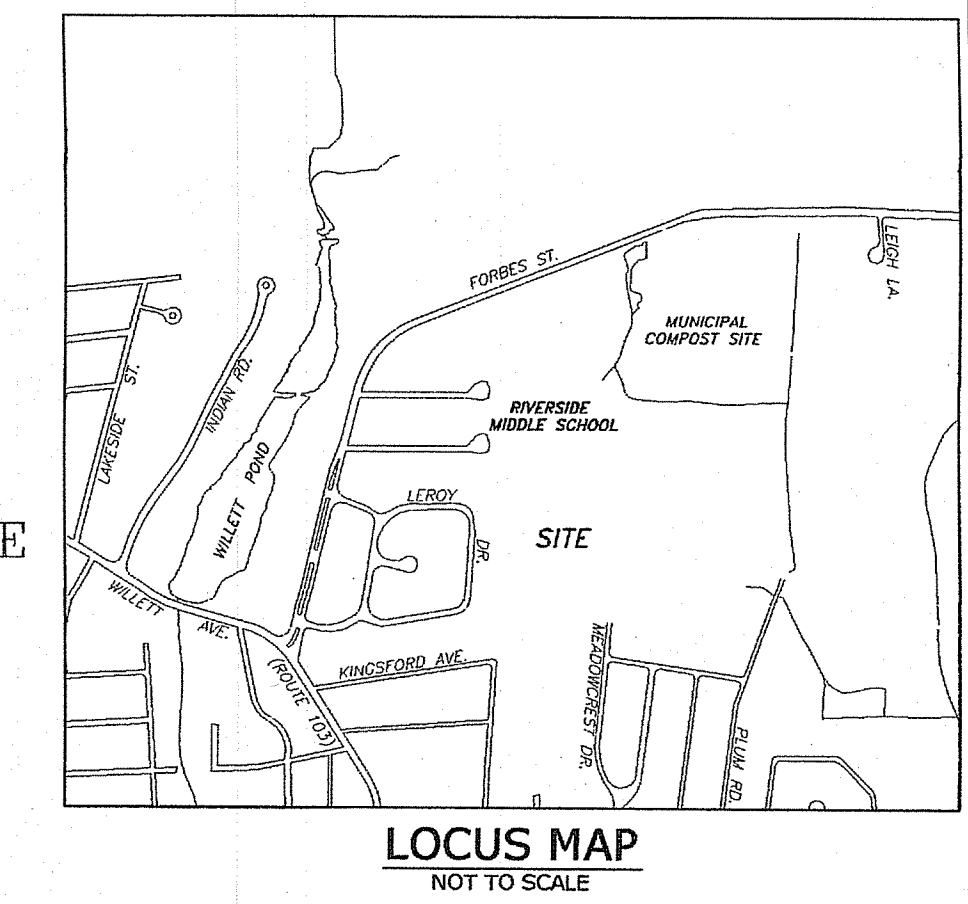 FORBES ST.
LEIGH LA.
MUNICIPAL
COMPOST SITE
LAKESIDE ST.
INDIAN RD.
RIVERSIDE
MIDDLE SCHOOL
WILLETT POND
LEROY
DR.
SITE
E
WILLETT
AVE.
(ROUTE 103)
KINGSFORD AVE.
MEADOWCREST DR.
PLUM RD.
LOCUS MAP
NOT TO SCALE